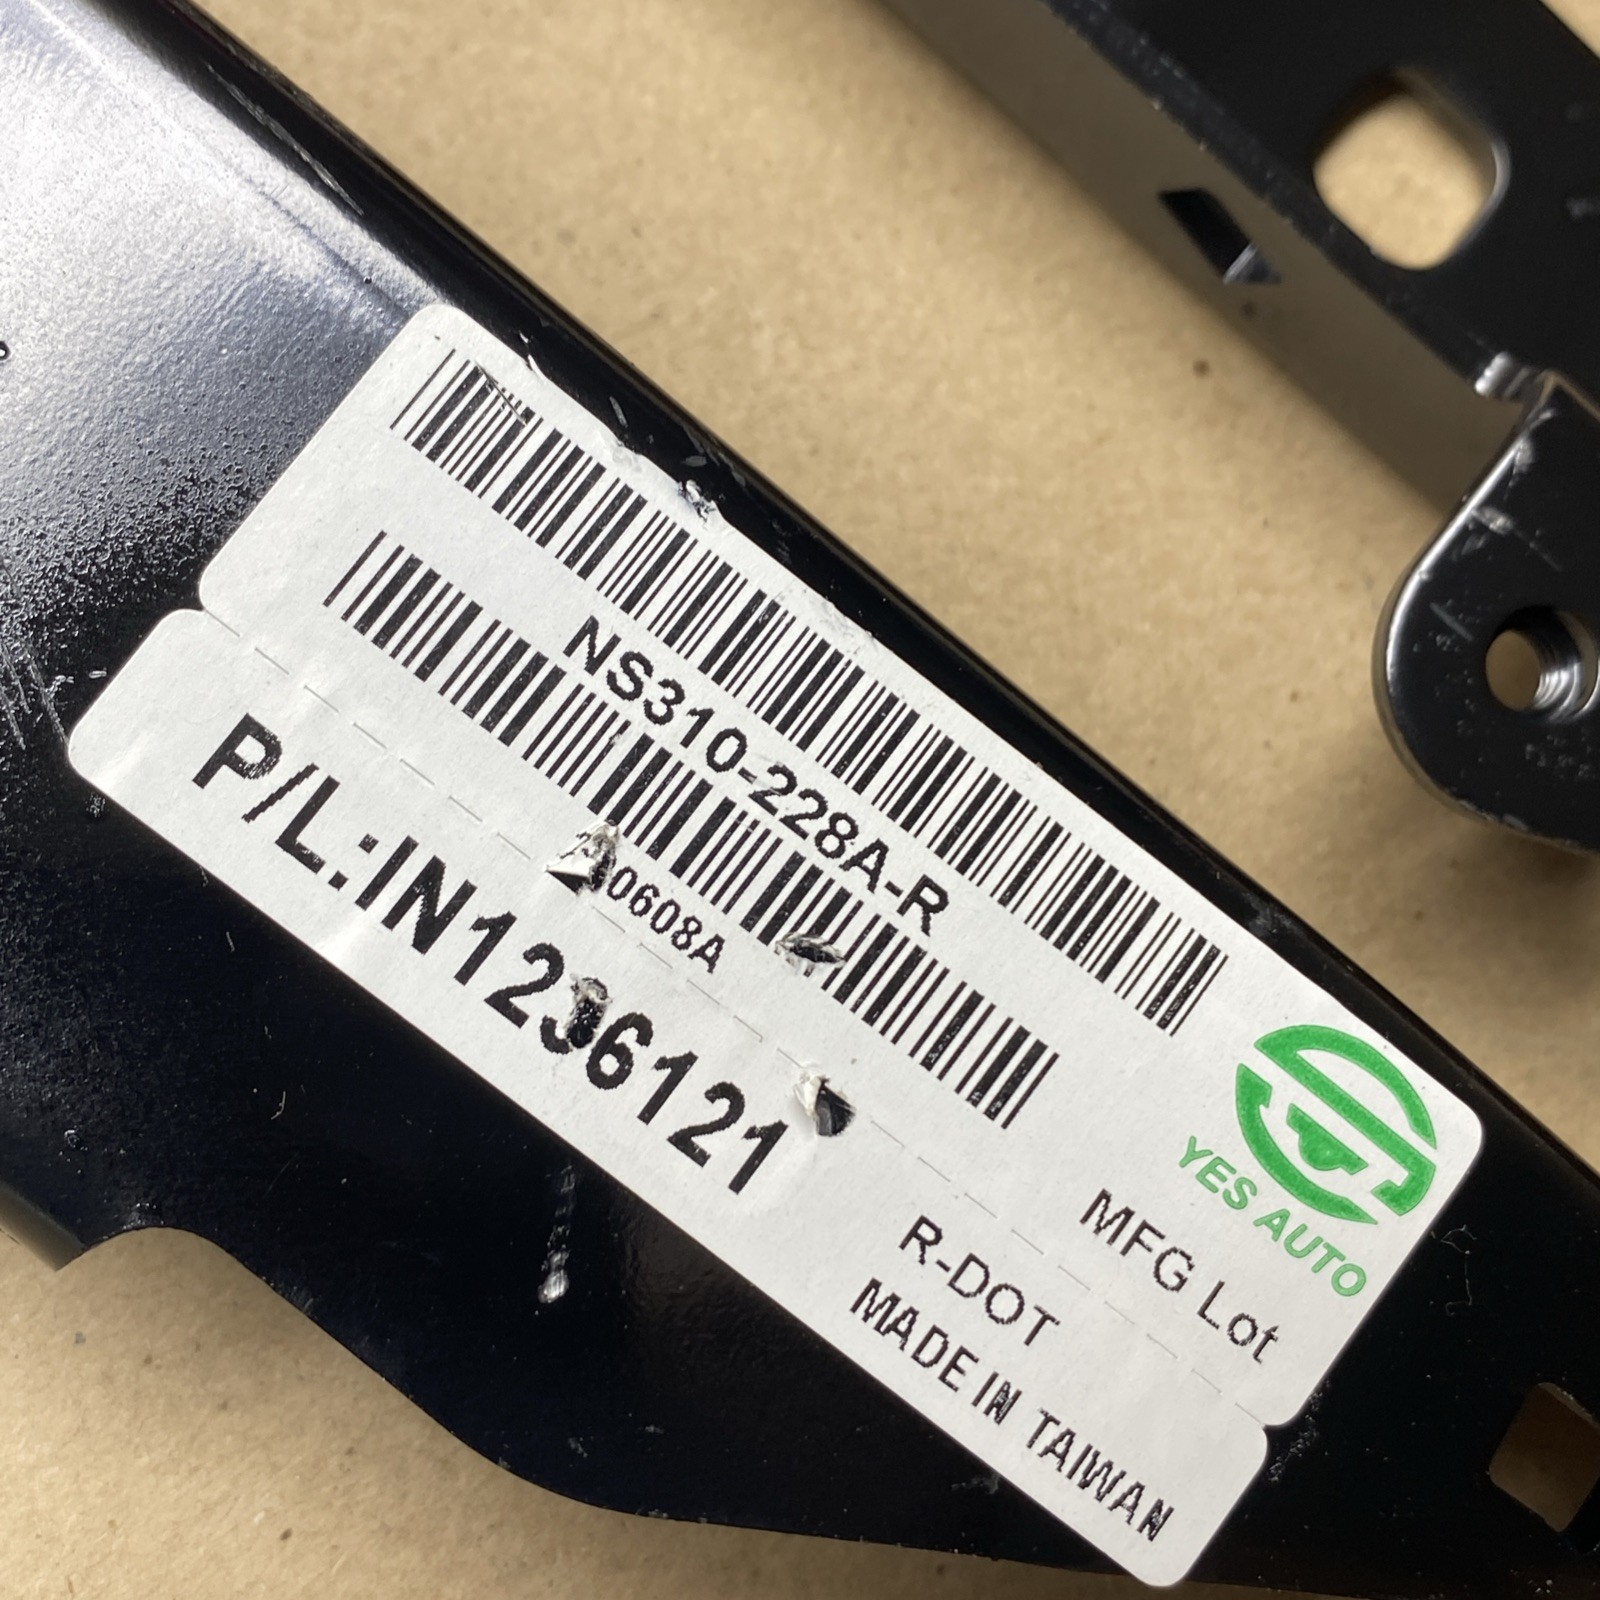 NS310-228A-R
0608A
MFG Lot
YES AUTO
P/L:IN1236121
R-DOT
MADE IN TAIWAN